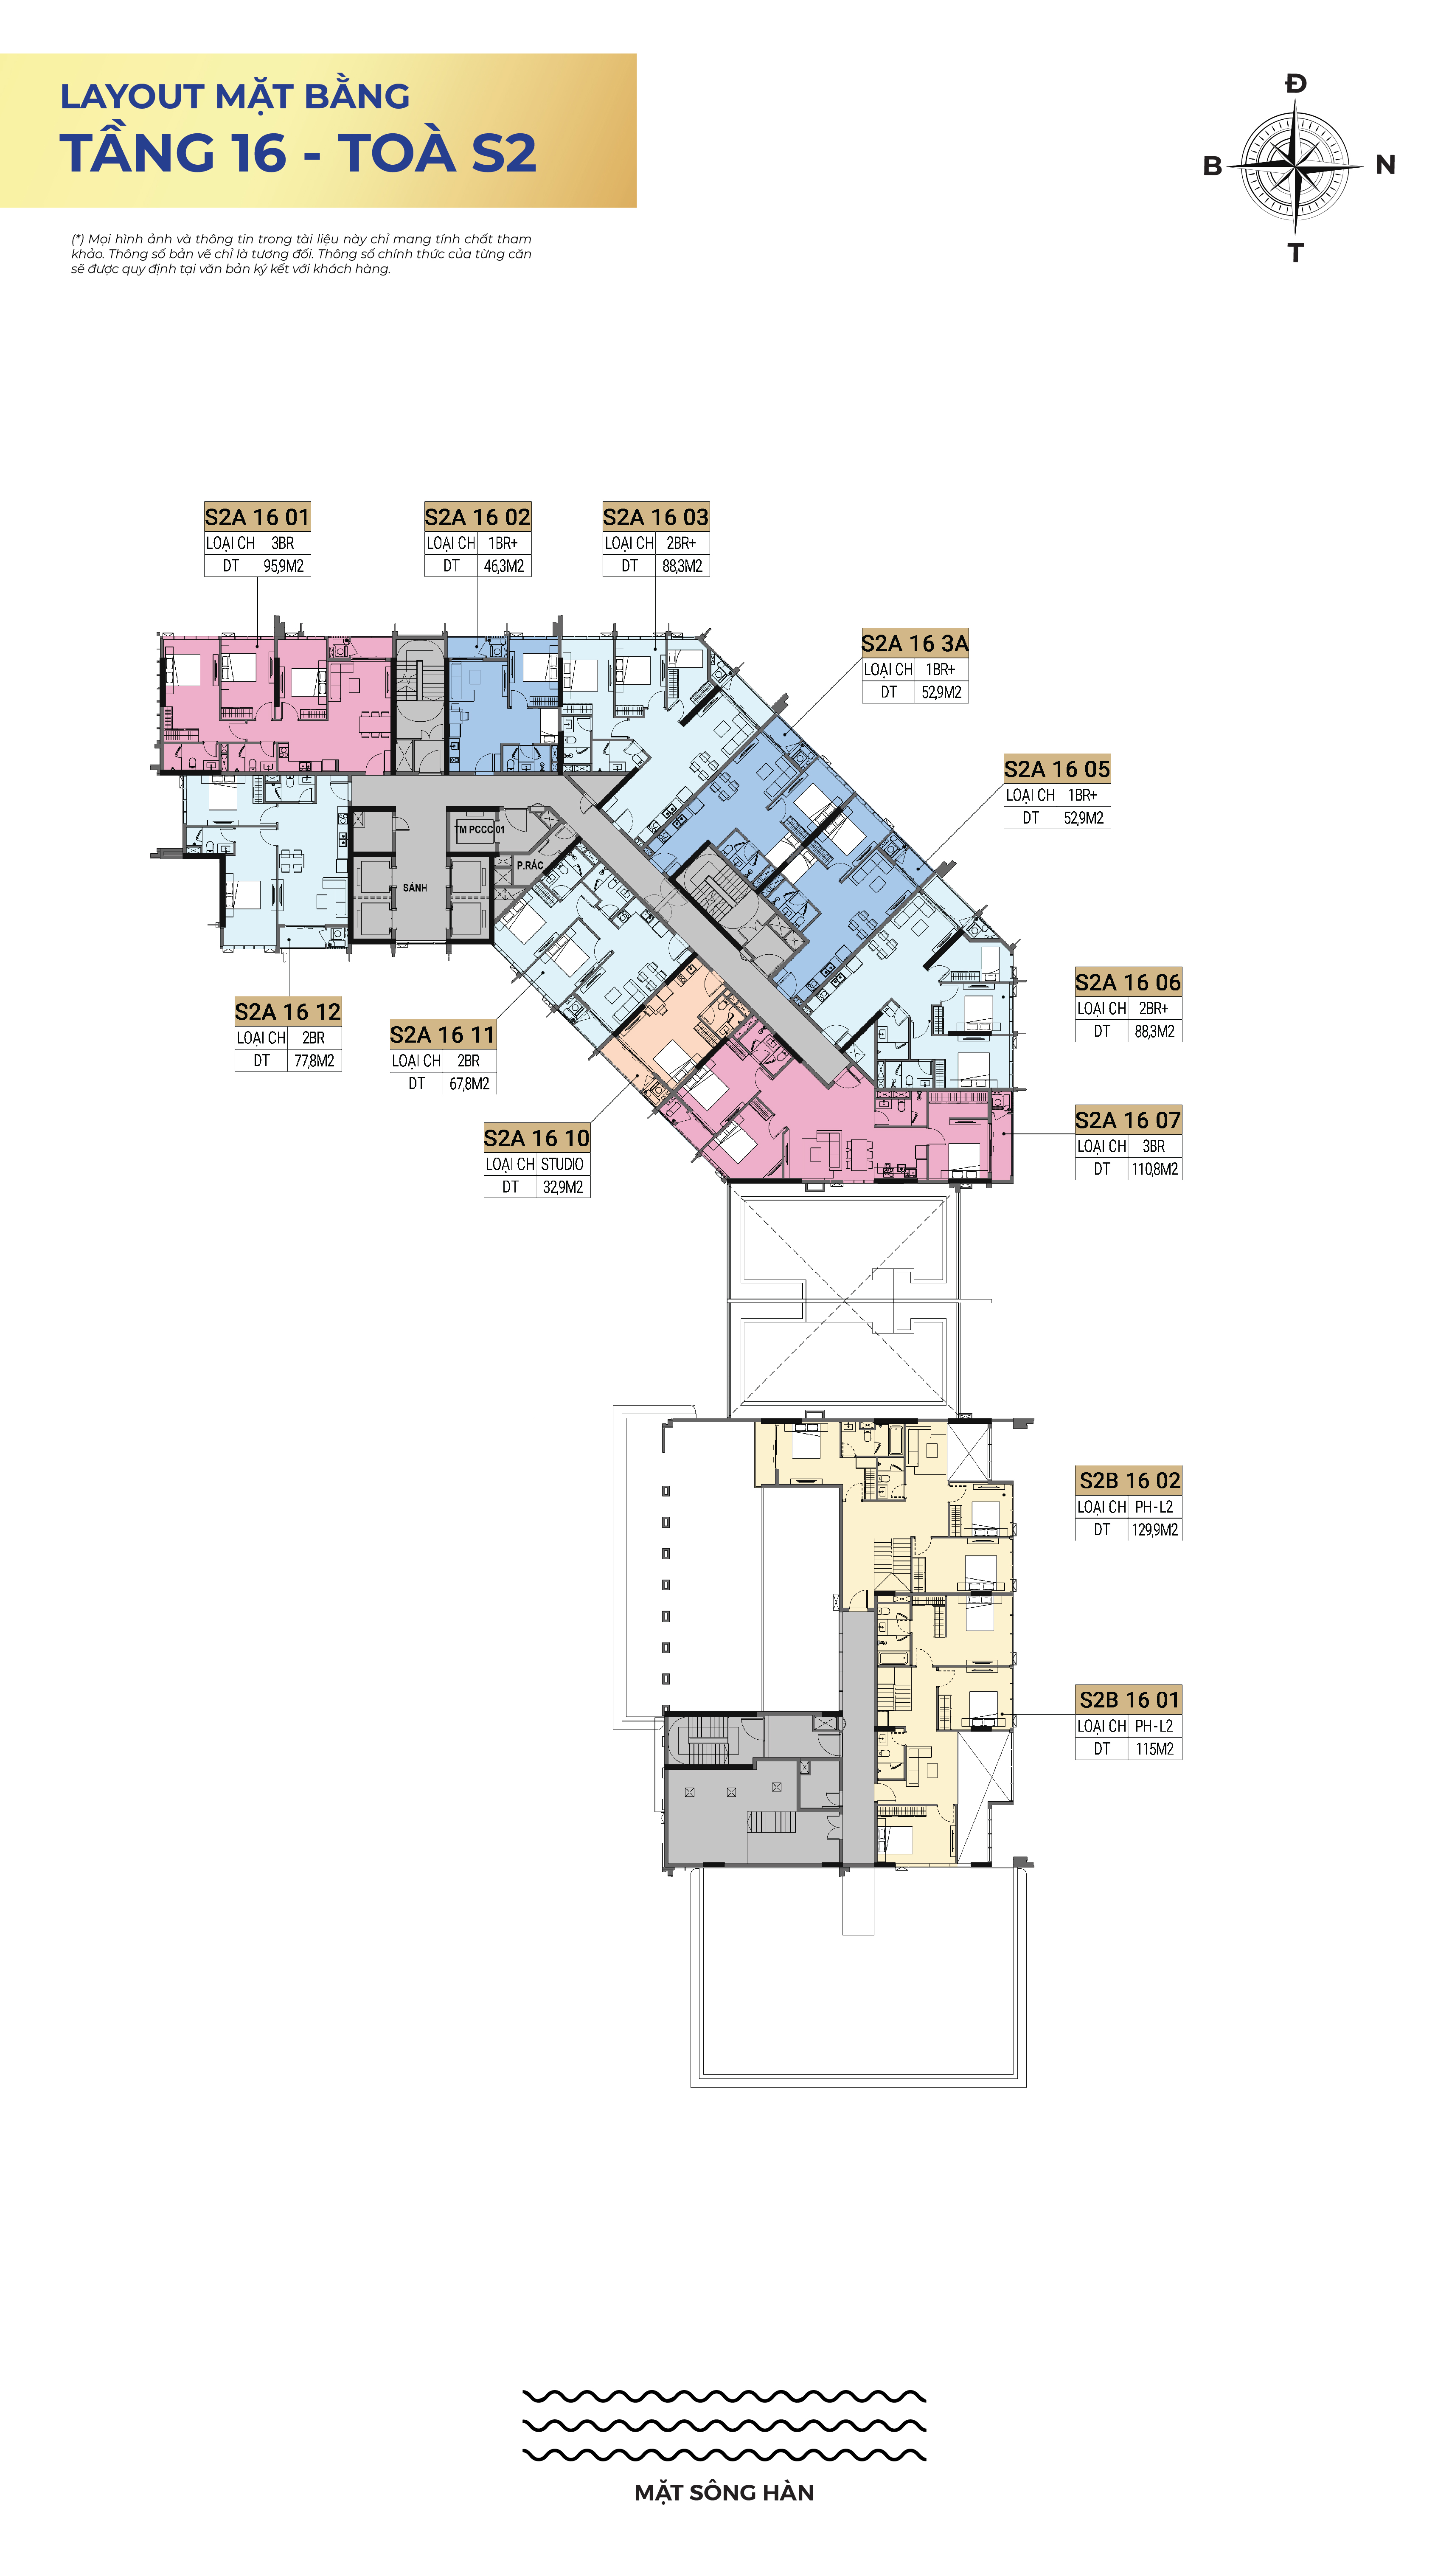 LAYOUT MẶT BẰNG
TẦNG 16 - TOÀ S2
(*) Mọi hình ảnh và thông tin trong tài liệu này chỉ mang tính chất tham
khảo. Thông số bản vẽ chỉ là tương đối. Thông số chính thức của từng căn
sẽ được quy định tại văn bản ký kết với khách hàng.
Đ
B
N
T
S2A 16 01
LOẠI CH 3BR
DT 95,9M2
S2A 16 02
LOẠI CH 1BR+
DT 46,3M2
S2A 16 03
LOẠI CH 2BR+
DT 88,3M2
S2A 16 3A
LOẠI CH 1BR+
DT 52,9M2
S2A 16 05
LOẠI CH 1BR+
DT 52,9M2
TM PCCC 01
P.RÁC
SẢNH
S2A 16 06
LOẠI CH 2BR+
DT 88,3M2
S2A 16 12
LOẠI CH 2BR
DT 77,8M2
S2A 16 11
LOẠI CH 2BR
DT 67,8M2
S2A 16 07
LOẠI CH 3BR
DT 110,8M2
S2A 16 10
LOẠI CH STUDIO
DT 32,9M2
S2B 16 02
LOẠI CH PH-L2
DT 129,9M2
S2B 16 01
LOẠI CH PH-L2
DT 115M2
MẶT SÔNG HÀN